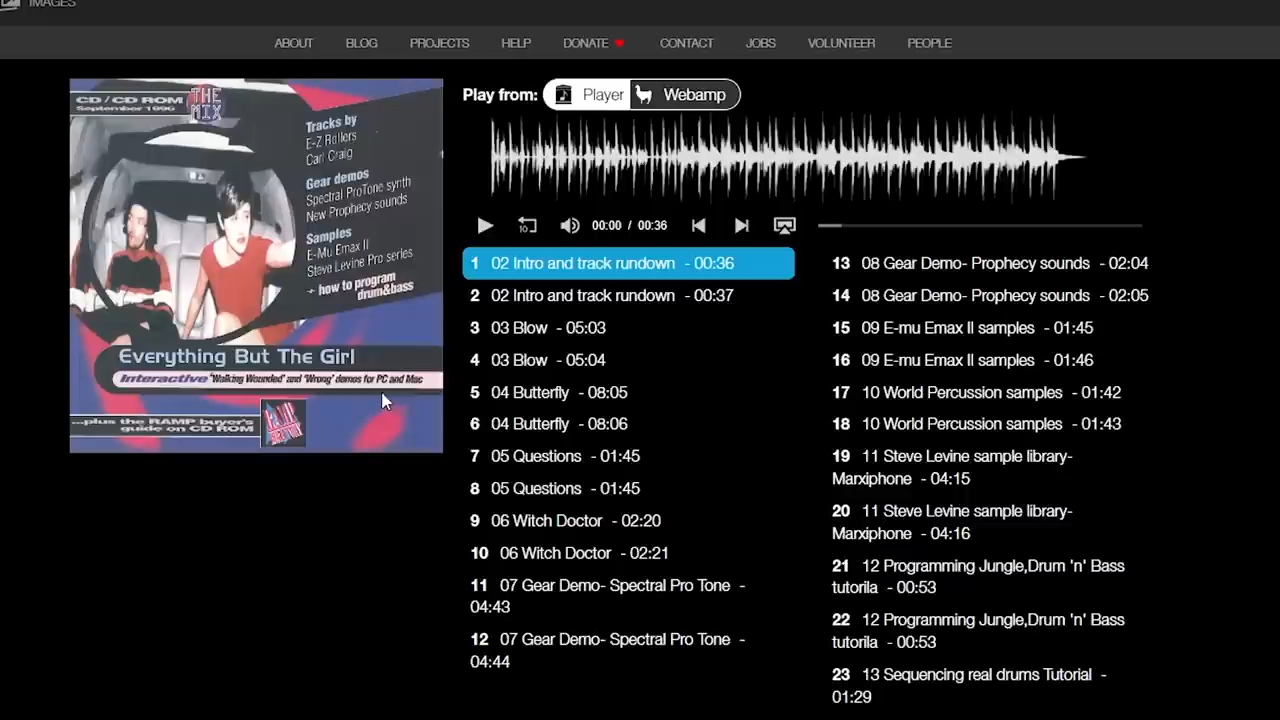 IMAGES
ABOUT BLOG PROJECTS HELP DONATE CONTACT JOBS VOLUNTEER PEOPLE
CD / CD ROM
September 1996
THE MIX
Tracks by
E-Z Rollers
Carl Craig
Gear demos
Spectral ProTone synth
New Prophecy sounds
Samples
E-Mu Emax II
Steve Levine Pro series
+ how to program
drum&bass
Everything But The Girl
Interactive 'Walking Wounded' and 'Wrong' demos for PC and Mac
...plus the RAMP buyer's
guide on CD ROM
Play from: Player Webamp
10
00:00 / 00:36
1 02 Intro and track rundown - 00:36
2 02 Intro and track rundown - 00:37
3 03 Blow - 05:03
4 03 Blow - 05:04
5 04 Butterfly - 08:05
6 04 Butterfly - 08:06
7 05 Questions - 01:45
8 05 Questions - 01:45
9 06 Witch Doctor - 02:20
10 06 Witch Doctor - 02:21
11 07 Gear Demo- Spectral Pro Tone -
04:43
12 07 Gear Demo- Spectral Pro Tone -
04:44
13 08 Gear Demo- Prophecy sounds - 02:04
14 08 Gear Demo- Prophecy sounds - 02:05
15 09 E-mu Emax II samples - 01:45
16 09 E-mu Emax II samples - 01:46
17 10 World Percussion samples - 01:42
18 10 World Percussion samples - 01:43
19 11 Steve Levine sample library-
Marxiphone - 04:15
20 11 Steve Levine sample library-
Marxiphone - 04:16
21 12 Programming Jungle,Drum 'n' Bass
tutorila - 00:53
22 12 Programming Jungle,Drum 'n' Bass
tutorila - 00:53
23 13 Sequencing real drums Tutorial -
01:29